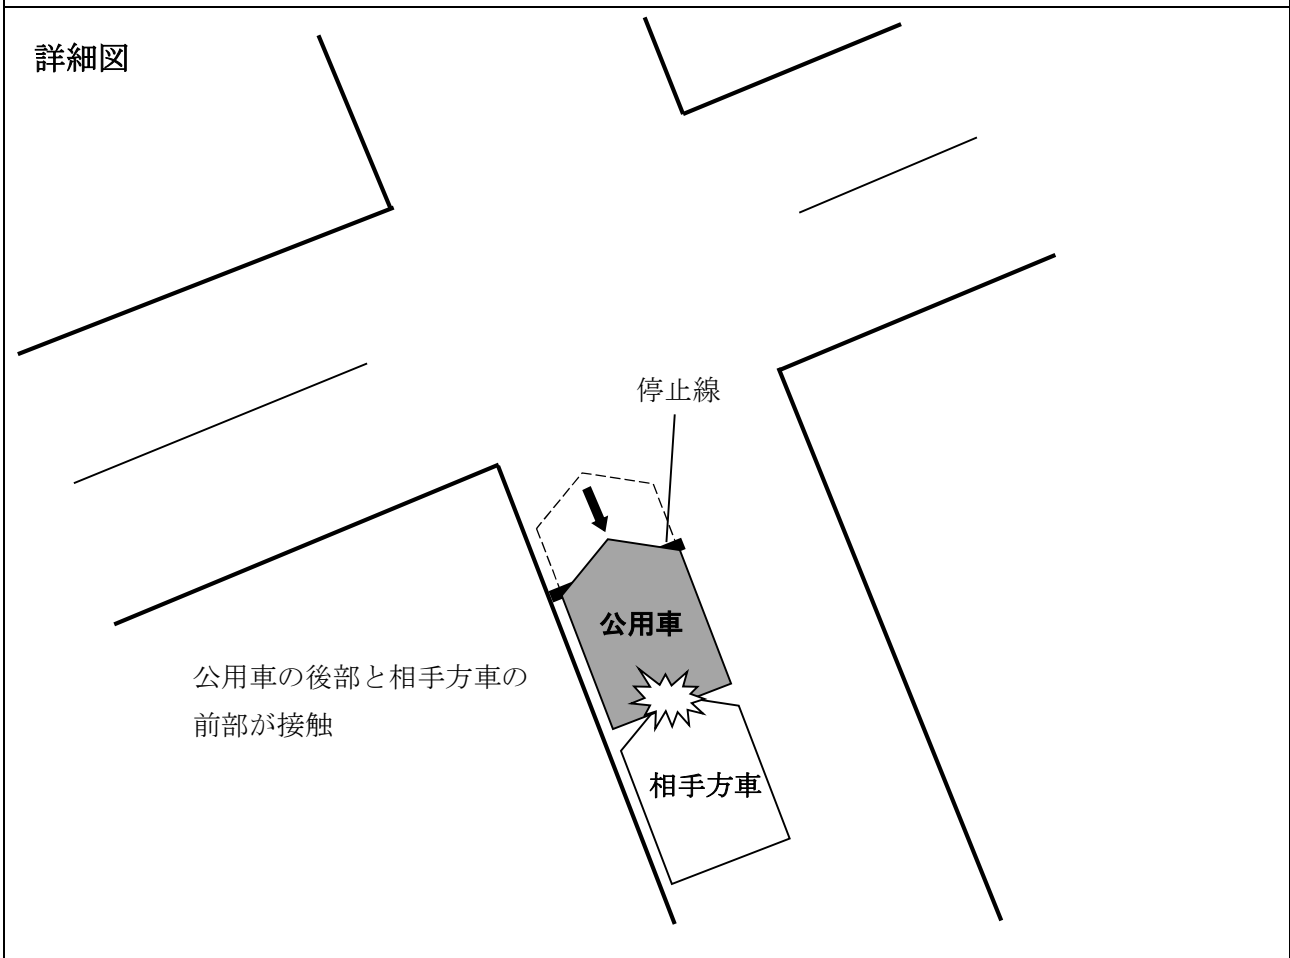 詳細図
停止線
公用車
公用車の後部と相手方車の
前部が接触
相手方車